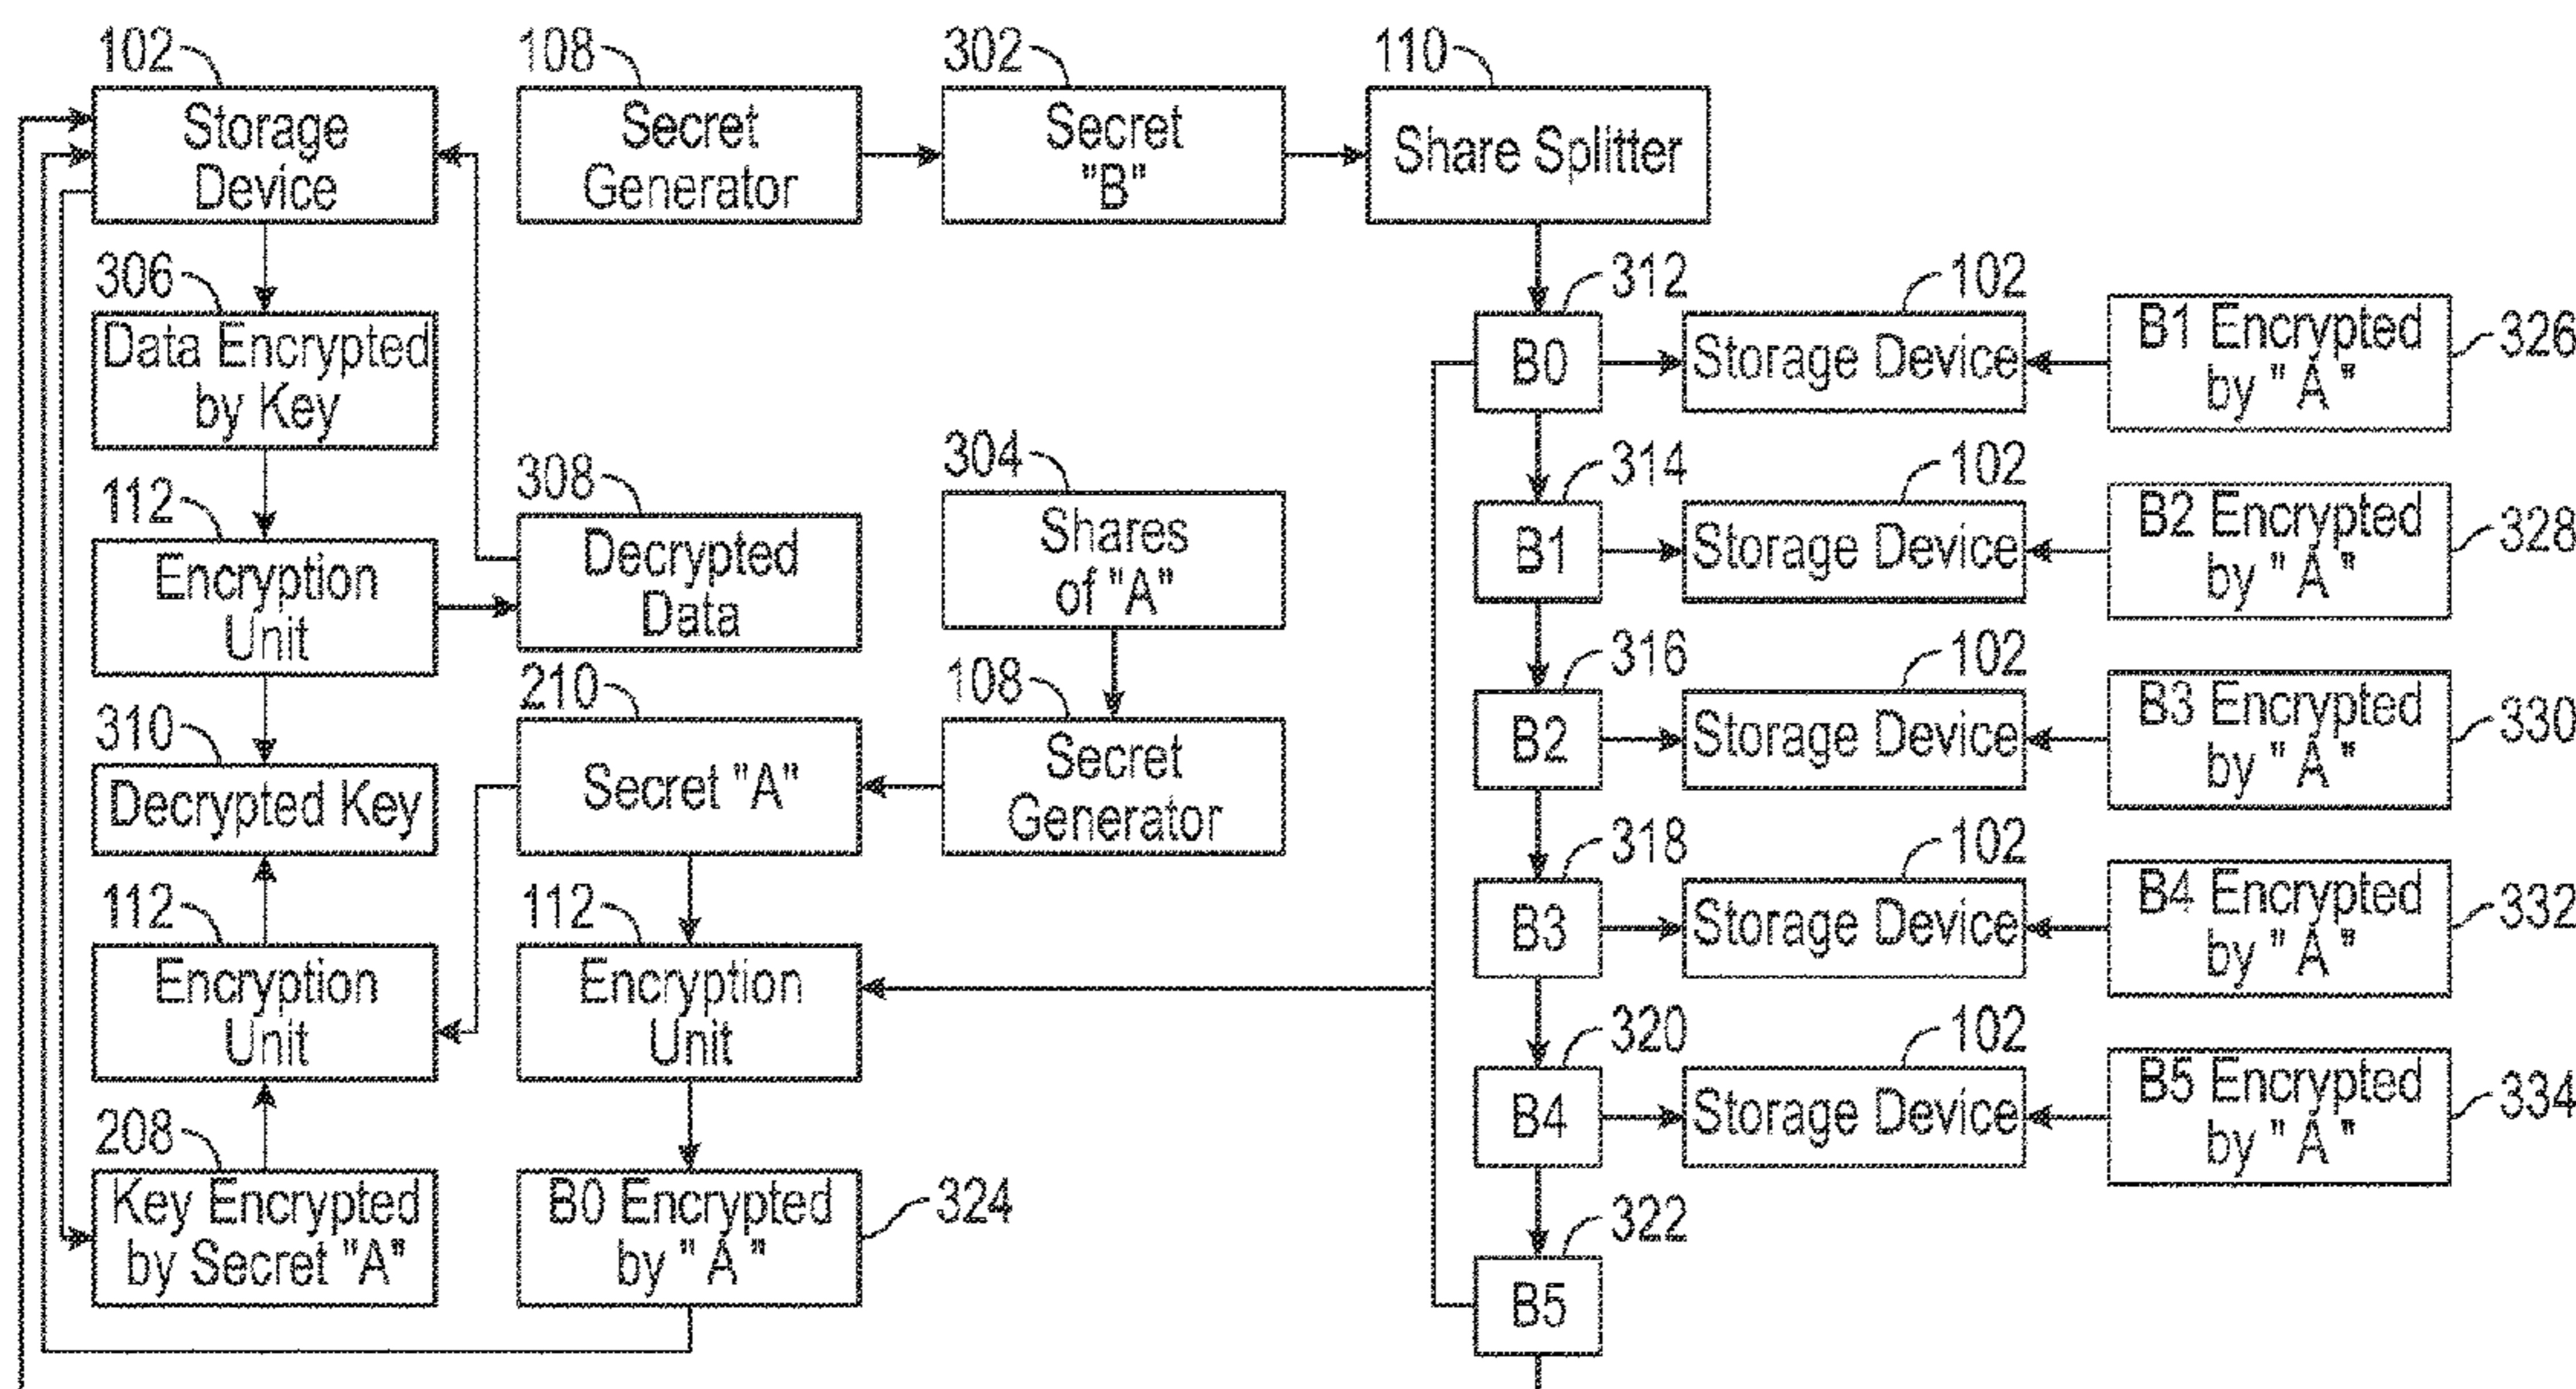 102
108
302
110
Storage
Device
Secret
Generator
Secret
"B"
Share Splitter
306
Data Encrypted
by Key
312
B0
102
Storage Device
B1 Encrypted
by " A "
326
112
Encryption
Unit
308
Decrypted
Data
304
Shares
of "A"
314
B1
102
Storage Device
B2 Encrypted
by " A "
328
310
Decrypted Key
210
Secret "A"
108
Secret
Generator
316
B2
102
Storage Device
B3 Encrypted
by " A "
330
112
Encryption
Unit
112
Encryption
Unit
318
B3
102
Storage Device
B4 Encrypted
by " A "
332
208
Key Encrypted
by Secret "A"
B0 Encrypted
by " A "
324
320
B4
102
Storage Device
B5 Encrypted
by " A "
334
322
B5